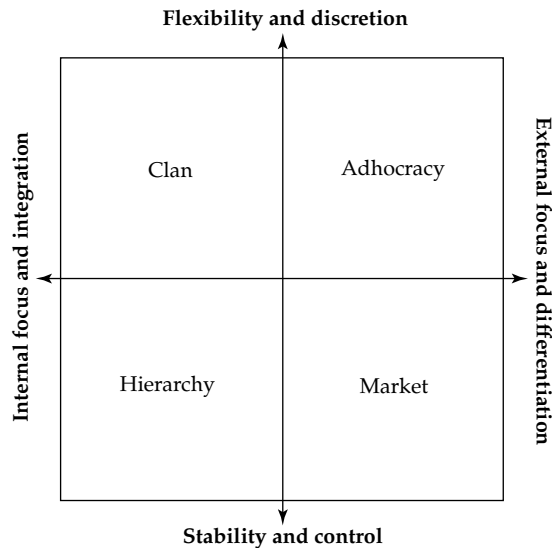 Flexibility and discretion
Internal focus and integration
Clan
Adhocracy
External focus and differentiation
Hierarchy
Market
Stability and control